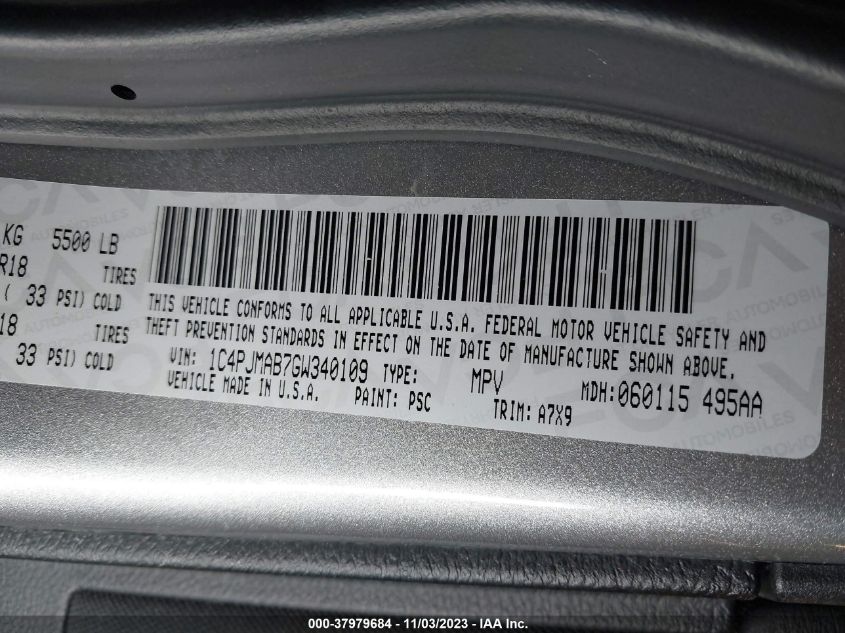 KG 5500 LB
R18 TIRES
( 33 PSI) COLD
18 TIRES
33 PSI) COLD
THIS VEHICLE CONFORMS TO ALL APPLICABLE U.S.A. FEDERAL MOTOR VEHICLE SAFETY AND
THEFT PREVENTION STANDARDS IN EFFECT ON THE DATE OF MANUFACTURE SHOWN ABOVE.
VIN: 1C4PJMAB7GW340109 TYPE: MPV MDH:060115 495AA
VEHICLE MADE IN U.S.A. PAINT: PSC TRIM: A7X9
000-37979684 - 11/03/2023 - IAA Inc.